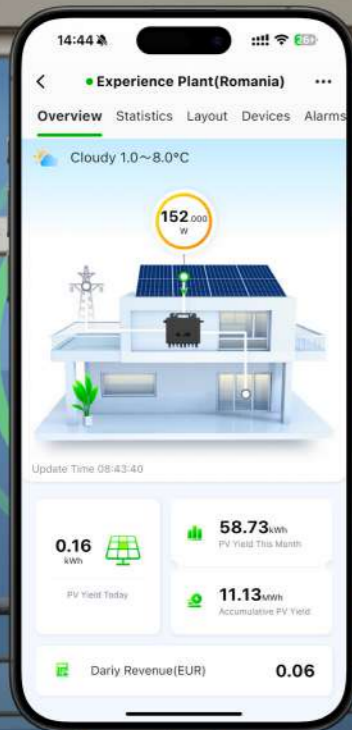 14:44
26
Experience Plant(Romania)
Overview Statistics Layout Devices Alarms
Cloudy 1.0～8.0°C
152.000
W
Update Time 08:43:40
0.16
kWh
PV Yield Today
58.73kWh
PV Yield This Month
11.13MWh
Accumulative PV Yield
Dariy Revenue(EUR) 0.06